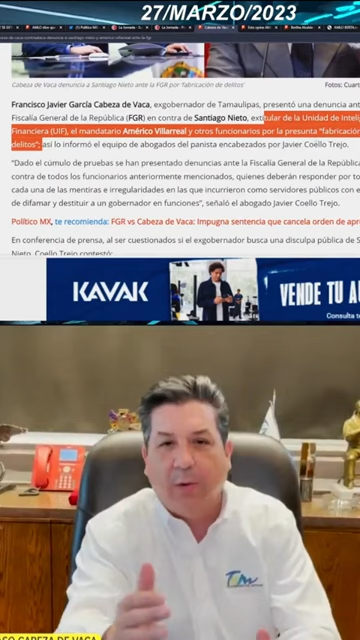 27/MARZO/2023
Cabeza de Vaca denuncia a Santiago Nieto ante la FGR por 'fabricación de delitos'
Fotos: Cuart
Francisco Javier García Cabeza de Vaca, exgobernador de Tamaulipas, presentó una denuncia ant
Fiscalía General de la República (FGR) en contra de Santiago Nieto, extitular de la Unidad de Inteli
Financiera (UIF), el mandatario Américo Villarreal y otros funcionarios por la presunta "fabricación
delitos"; así lo informó el equipo de abogados del panista encabezados por Javier Coello Trejo.
"Dado el cúmulo de pruebas se han presentado denuncias ante la Fiscalía General de la República
contra de todos los funcionarios anteriormente mencionados, quienes deberán responder por to
cada una de las mentiras e irregularidades en las que incurrieron como servidores públicos con e
de difamar y destituir a un gobernador en funciones", señaló el abogado Javier Coello Trejo.
Político MX, te recomienda: FGR vs Cabeza de Vaca: Impugna sentencia que cancela orden de apr
En conferencia de prensa, al ser cuestionados si el exgobernador busca una disculpa pública de S
Nieto, Coello Trejo contestó:
KAVAK
VENDE TU A
Consulta té
Tam
ASO CABEZA DE VACA